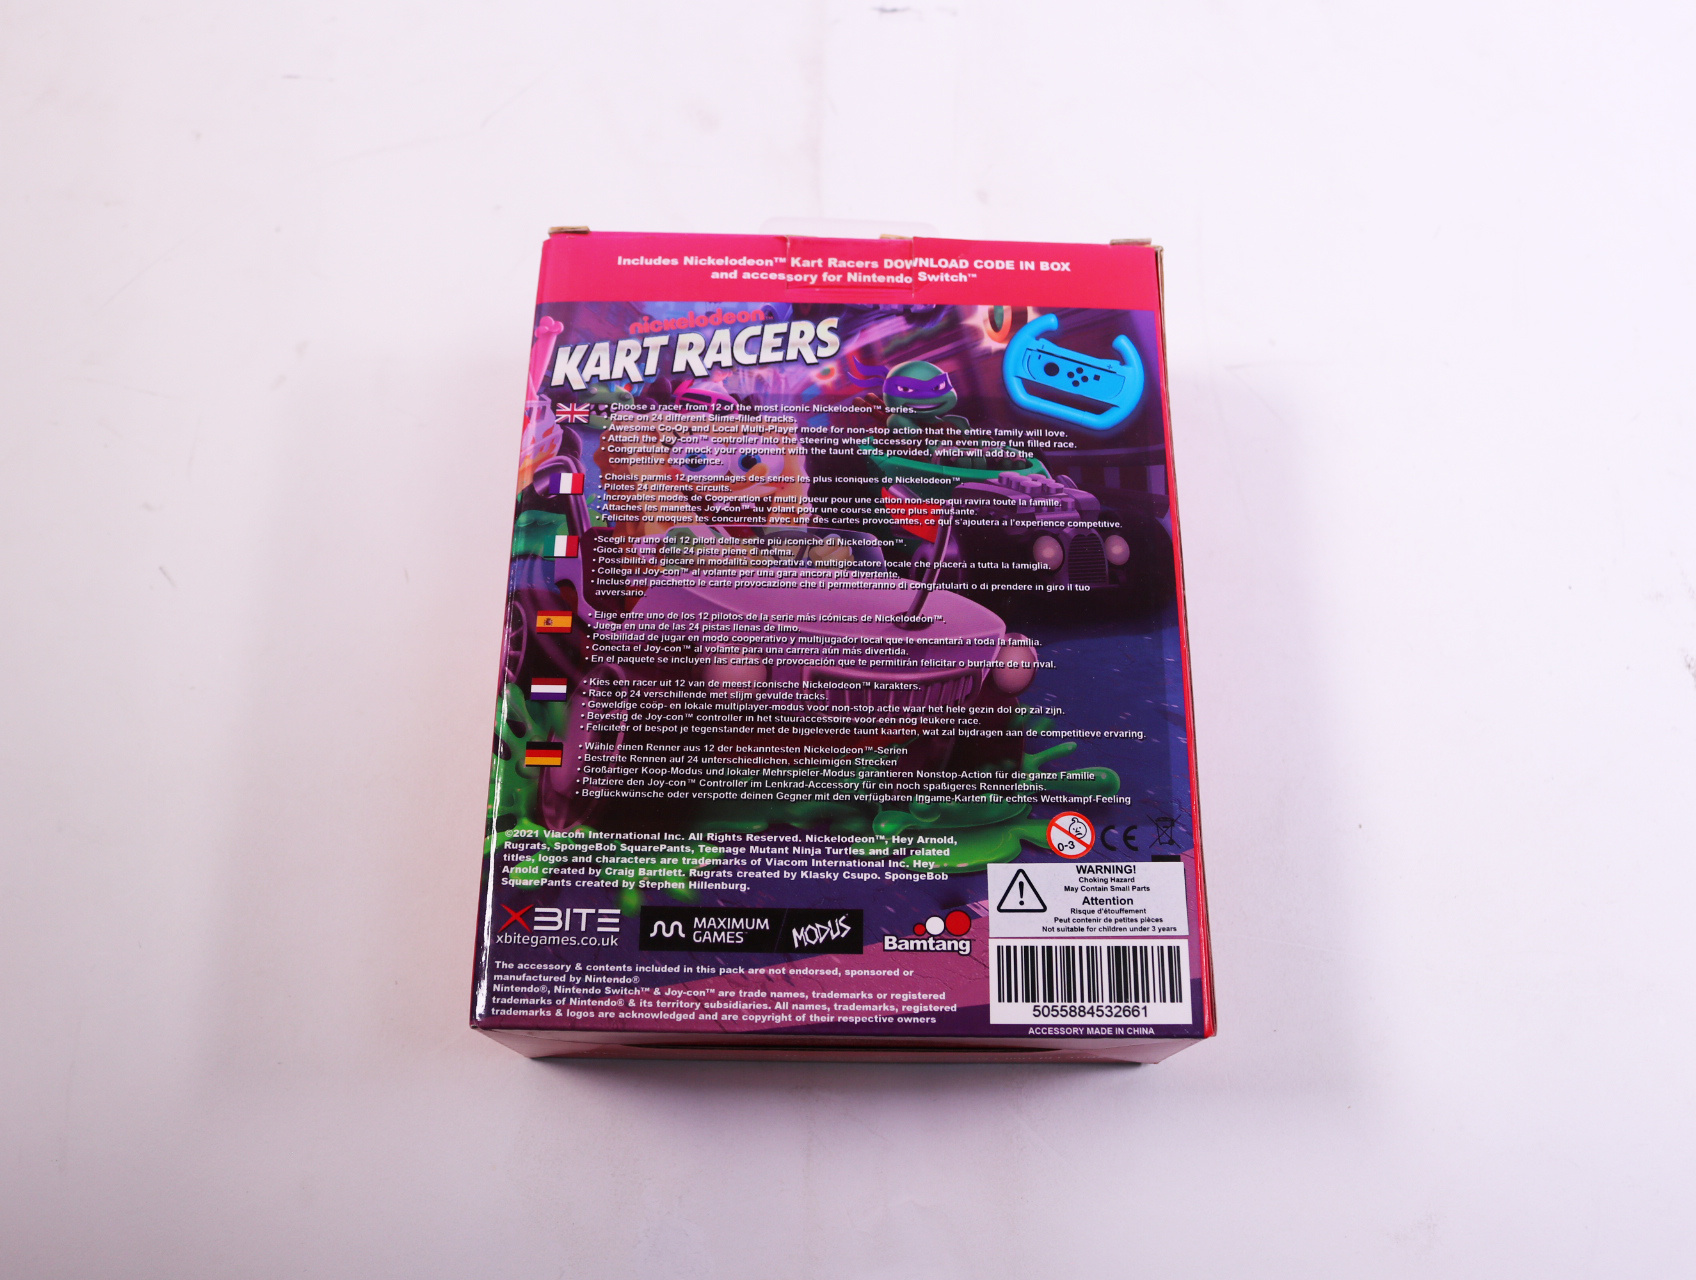 Includes Nickelodeon™ Kart Racers DOWNLOAD CODE IN BOX
and accessory for Nintendo Switch™
nickelodeon
KART RACERS
• Choose a racer from 12 of the most iconic Nickelodeon™ series.
• Race on 24 different Slime-filled tracks.
• Awesome Co-Op and Local Multi-Player mode for non-stop action that the entire family will love.
• Attach the Joy-con™ controller into the steering wheel accessory for an even more fun filled race.
• Congratulate or mock your opponent with the taunt cards provided, which will add to the
competitive experience.
• Choisis parmis 12 personnages des series les plus iconiques de Nickelodeon™.
• Pilotes 24 differents circuits.
• Incroyables modes de Cooperation et multi joueur pour une cation non-stop qui ravira toute la famille.
• Attaches les manettes Joy-con™ au volant pour une course encore plus amusante.
• Felicites ou moques tes concurrents avec une des cartes provocantes, ce qui s'ajoutera a l'experience competitive.
•Scegli tra uno dei 12 piloti delle serie più iconiche di Nickelodeon™.
•Gioca su una delle 24 piste piene di melma.
• Possibilità di giocare in modalità cooperativa e multigiocatore locale che piacerà a tutta la famiglia.
• Collega il Joy-con™ al volante per una gara ancora più divertente.
• Incluso nel pacchetto le carte provocazione che ti permetteranno di congratularti o di prendere in giro il tuo
avversario.
• Elige entre uno de los 12 pilotos de la serie más icónicas de Nickelodeon™.
• Juega en una de las 24 pistas llenas de limo.
• Posibilidad de jugar en modo cooperativo y multijugador local que le encantará a toda la familia.
• Conecta el Joy-con™ al volante para una carrera aún más divertida.
• En el paquete se incluyen las cartas de provocación que te permitirán felicitar o burlarte de tu rival.
• Kies een racer uit 12 van de meest iconische Nickelodeon™ karakters.
• Race op 24 verschillende met slijm gevulde tracks.
• Geweldige coöp- en lokale multiplayer-modus voor non-stop actie waar het hele gezin dol op zal zijn.
• Bevestig de Joy-con™ controller in het stuuraccessoire voor een nog leukere race.
• Feliciteer of bespot je tegenstander met de bijgeleverde taunt kaarten, wat zal bijdragen aan de competitieve ervaring.
• Wähle einen Renner aus 12 der bekanntesten Nickelodeon™-Serien
• Bestreite Rennen auf 24 unterschiedlichen, schleimigen Strecken
• Großartiger Koop-Modus und lokaler Mehrspieler-Modus garantieren Nonstop-Action für die ganze Familie
• Platziere den Joy-con™ Controller im Lenkrad-Accessory für ein noch spaßigeres Rennerlebnis.
• Beglückwünsche oder verspotte deinen Gegner mit den verfügbaren Ingame-Karten für echtes Wettkampf-Feeling
©2021 Viacom International Inc. All Rights Reserved. Nickelodeon™, Hey Arnold,
Rugrats, SpongeBob SquarePants, Teenage Mutant Ninja Turtles and all related
titles, logos and characters are trademarks of Viacom International Inc. Hey
Arnold created by Craig Bartlett. Rugrats created by Klasky Csupo. SpongeBob
SquarePants created by Stephen Hillenburg.
0-3
CE
WARNING!
Choking Hazard
May Contain Small Parts
Attention
Risque d'étouffement
Peut contenir de petites pièces
Not suitable for children under 3 years
XBITE
xbitegames.co.uk
MAXIMUM
GAMES™
MODUS
Bamtang
The accessory & contents included in this pack are not endorsed, sponsored or
manufactured by Nintendo®
Nintendo®, Nintendo Switch™ & Joy-con™ are trade names, trademarks or registered
trademarks of Nintendo® & its territory subsidiaries. All names, trademarks, registered
trademarks & logos are acknowledged and are copyright of their respective owners
5055884532661
ACCESSORY MADE IN CHINA